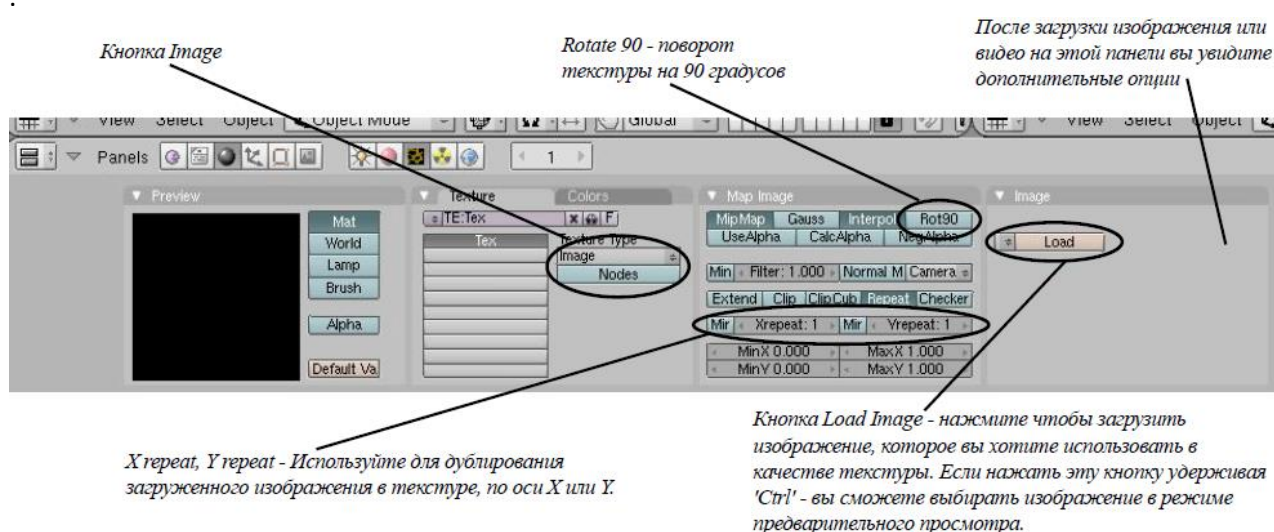 Кнопка Image
Rotate 90 - поворот
текстуры на 90 градусов
После загрузки изображения или
видео на этой панели вы увидите
дополнительные опции
View Select Object Object Mode Global View Select Object
Panels 1
Preview
Mat
World
Lamp
Brush
Alpha
Default Va
Texture Colors
TE:Tex F
Tex
Texture Type
Image
Nodes
Map Image
MipMap Gauss Interpol Rot90
UseAlpha CalcAlpha NegAlpha
Min Filter: 1.000 Normal M Camera
Extend Clip ClipCub Repeat Checker
Mir Xrepeat: 1 Mir Yrepeat: 1
MinX 0.000 MaxX 1.000
MinY 0.000 MaxY 1.000
Image
Load
X repeat, Y repeat - Используйте для дублирования
загруженного изображения в текстуре, по оси X или Y.
Кнопка Load Image - нажмите чтобы загрузить
изображение, которое вы хотите использовать в
качестве текстуры. Если нажать эту кнопку удерживая
'Ctrl' - вы сможете выбирать изображение в режиме
предварительного просмотра.